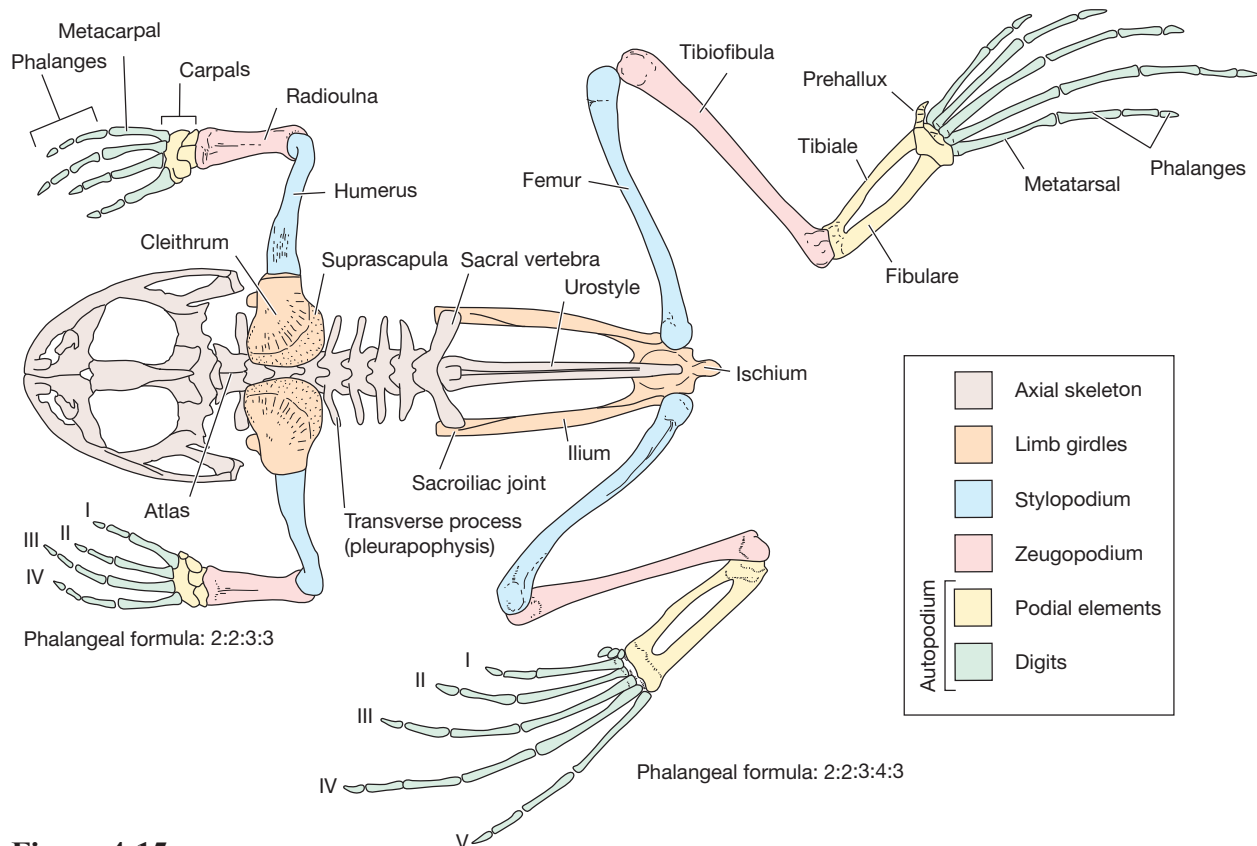 Metacarpal
Phalanges
Carpals
Radioulna
Humerus
Cleithrum
Suprascapula
Sacral vertebra
Urostyle
Femur
Tibiofibula
Prehallux
Tibiale
Metatarsal
Phalanges
Fibulare
Ischium
Ilium
Sacroiliac joint
Transverse process
(pleurapophysis)
Atlas
I
II
III
IV
Phalangeal formula: 2:2:3:3
I
II
III
IV
V
Phalangeal formula: 2:2:3:4:3
Axial skeleton
Limb girdles
Stylopodium
Zeugopodium
Autopodium
Podial elements
Digits
Figure 4-15